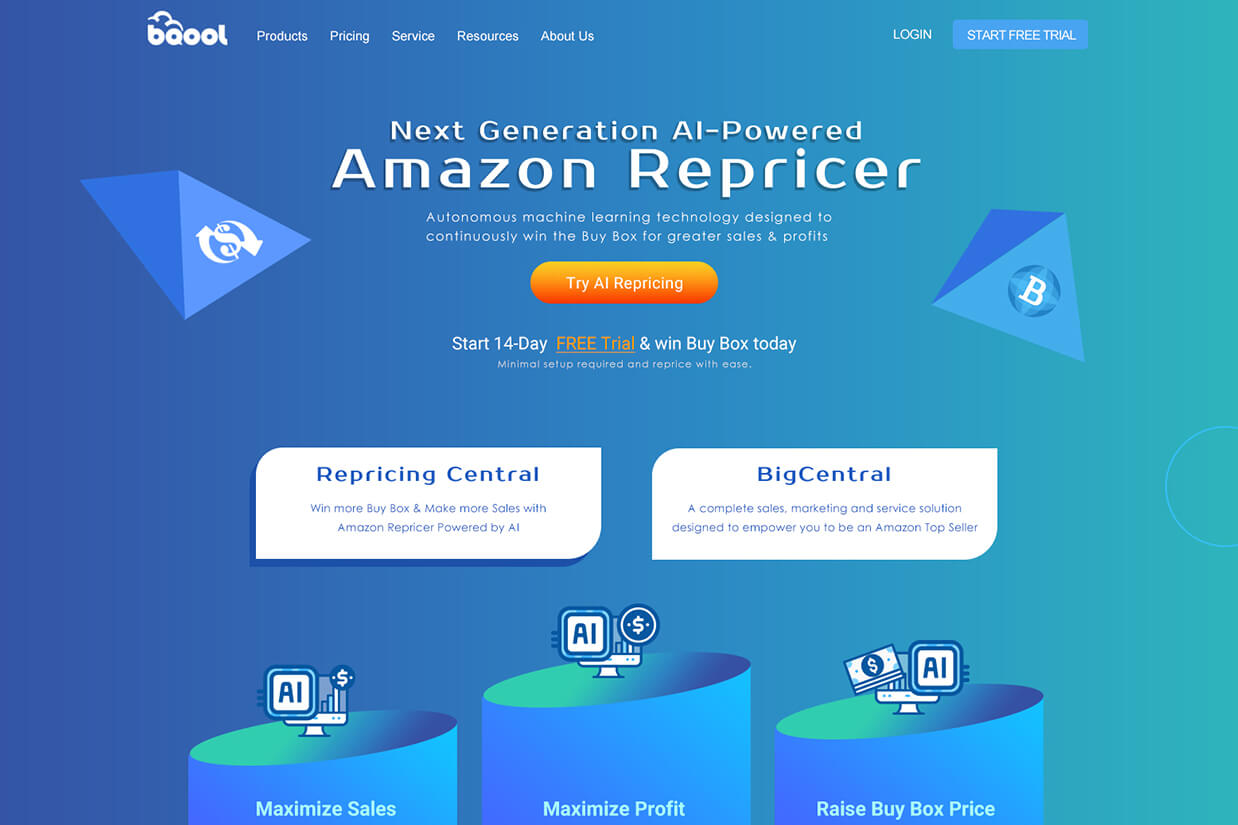 bqool
Products Pricing Service Resources About Us
LOGIN
START FREE TRIAL
Next Generation AI-Powered
Amazon Repricer
Autonomous machine learning technology designed to
continuously win the Buy Box for greater sales & profits
$
B
Try AI Repricing
Start 14-Day FREE Trial & win Buy Box today
Minimal setup required and reprice with ease.
Repricing Central
Win more Buy Box & Make more Sales with
Amazon Repricer Powered by AI
BigCentral
A complete sales, marketing and service solution
designed to empower you to be an Amazon Top Seller
AI $
AI $
$ AI
Maximize Sales
Maximize Profit
Raise Buy Box Price